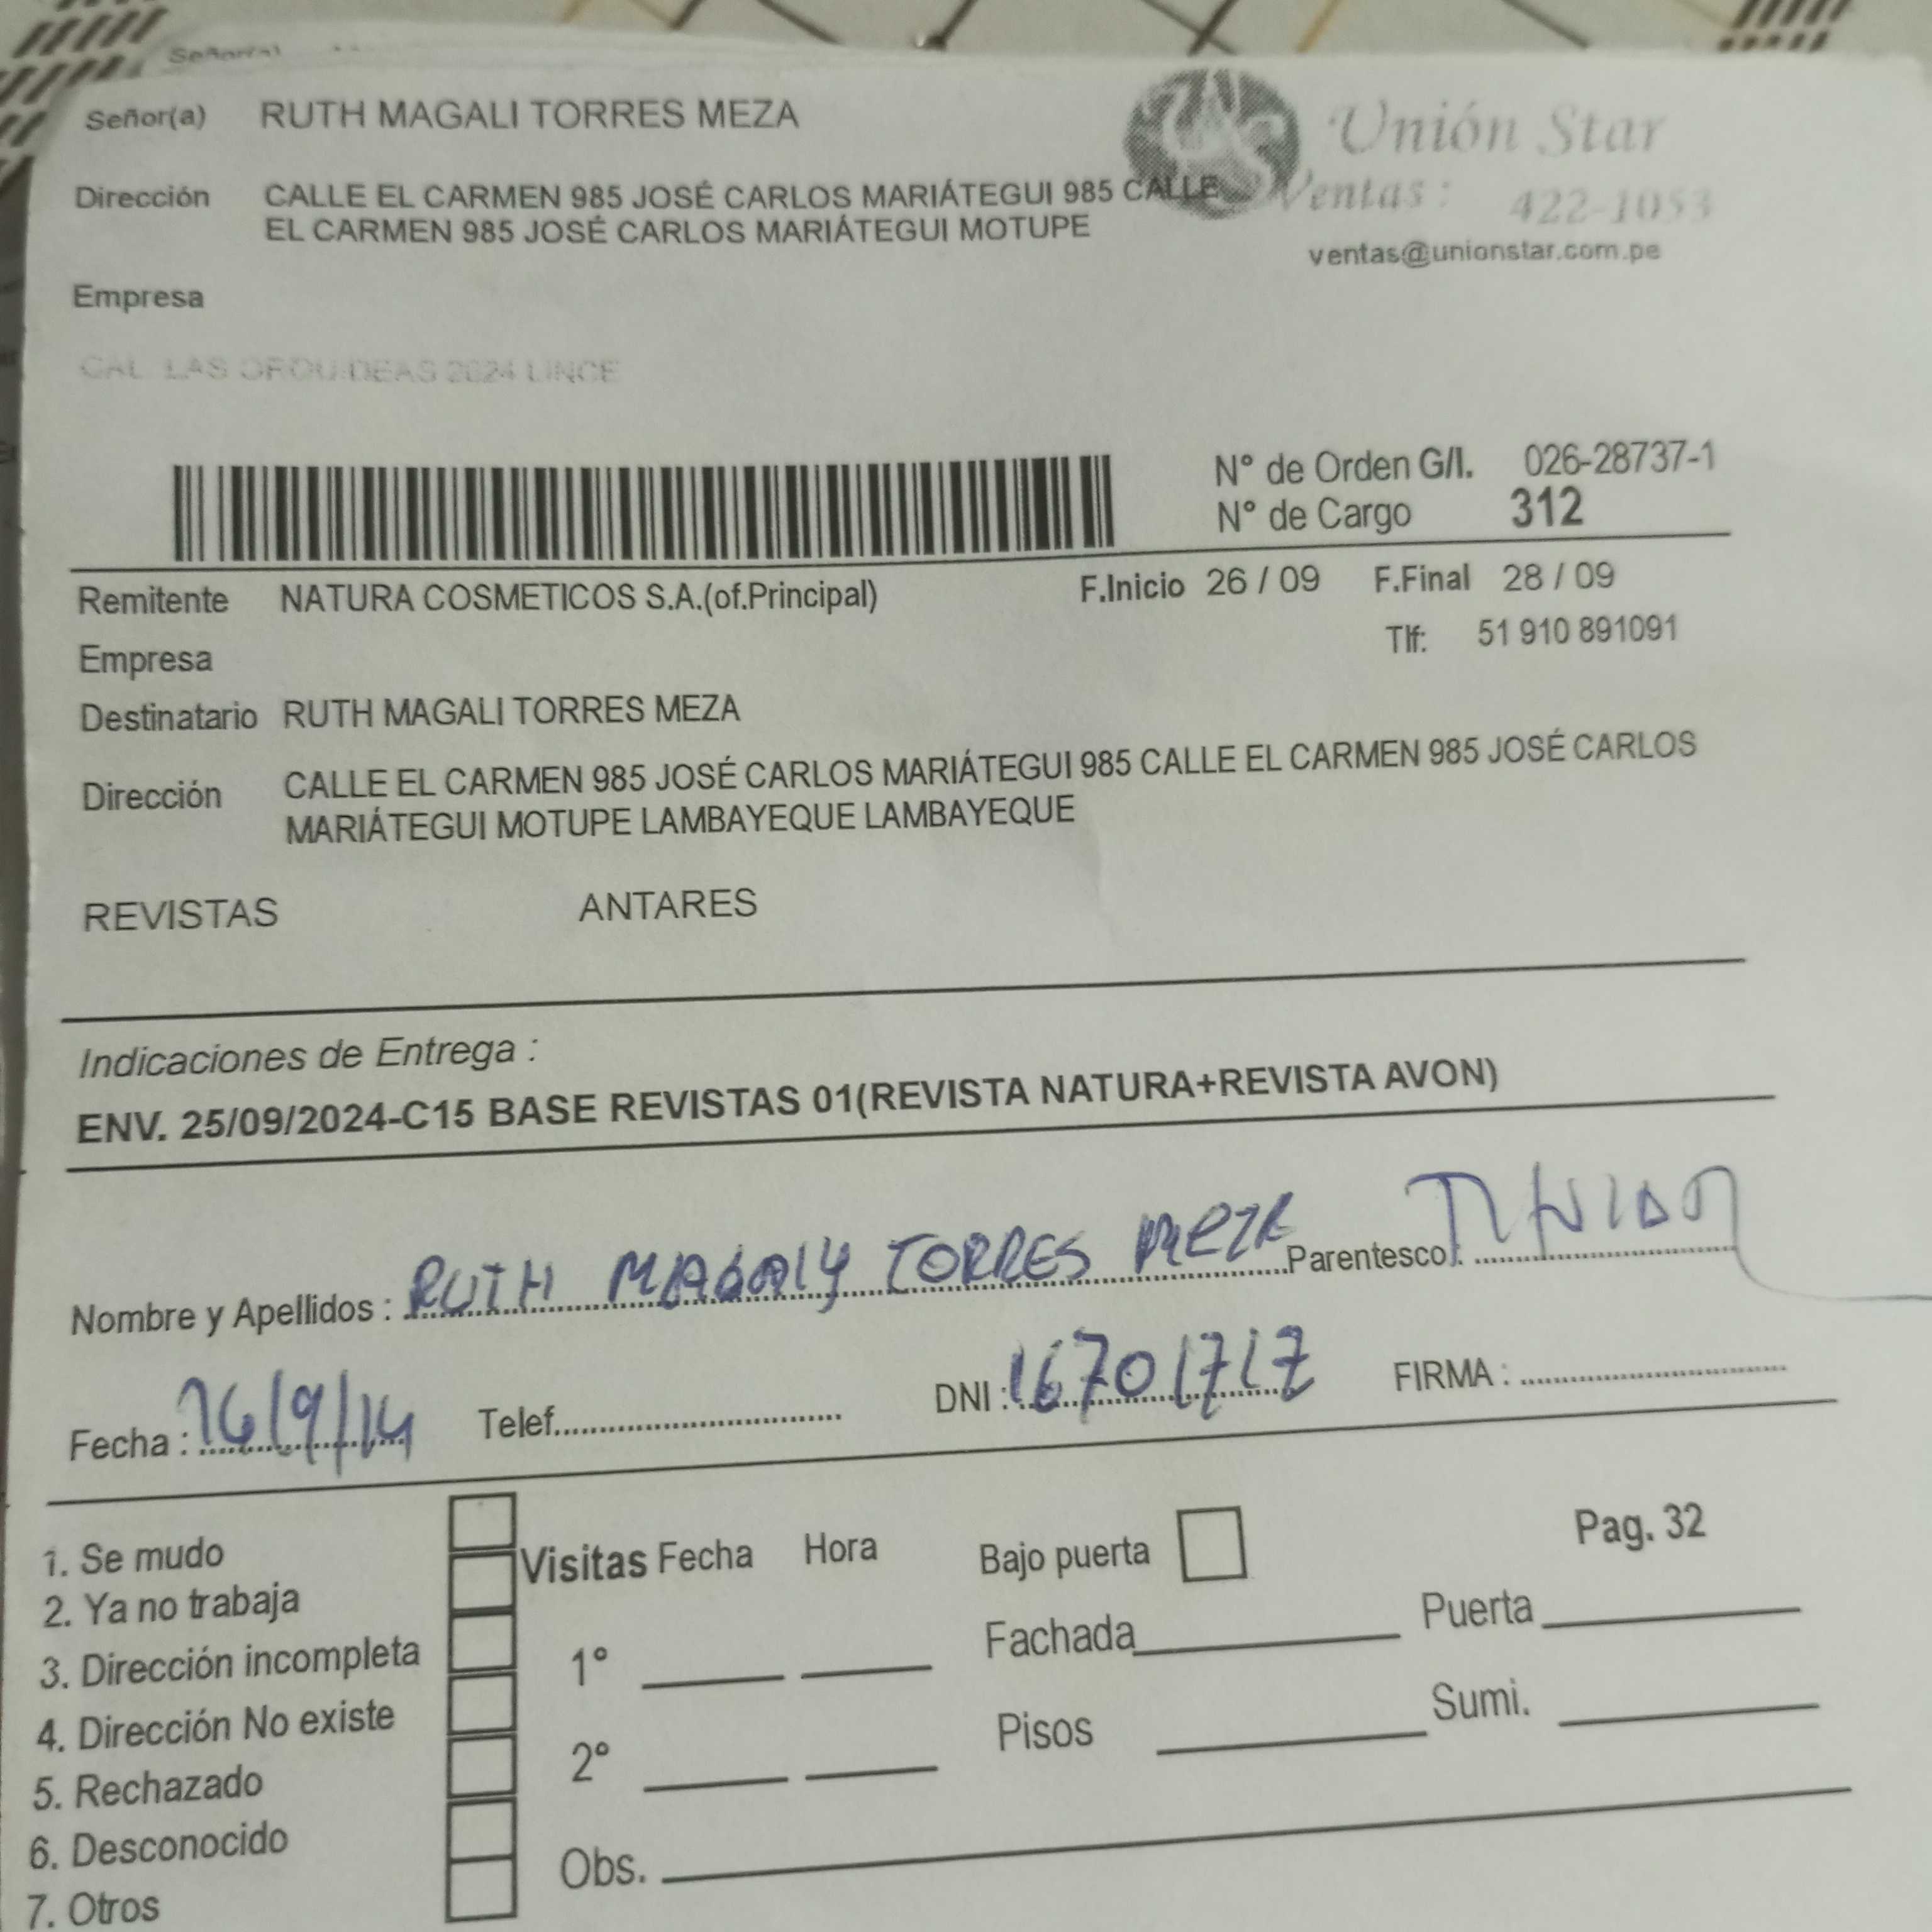 Señor(a)
Señor(a) RUTH MAGALI TORRES MEZA
Unión Star
Dirección CALLE EL CARMEN 985 JOSÉ CARLOS MARIÁTEGUI 985 CALLE
EL CARMEN 985 JOSÉ CARLOS MARIÁTEGUI MOTUPE
Ventas : 422-1053
ventas@unionstar.com.pe
Empresa
CAL LAS ORQUIDEAS 2624 LINCE
N° de Orden G/I. 026-28737-1
N° de Cargo 312
Remitente NATURA COSMETICOS S.A.(of.Principal) F.Inicio 26 / 09 F.Final 28 / 09
Empresa Tlf: 51 910 891091
Destinatario RUTH MAGALI TORRES MEZA
Dirección CALLE EL CARMEN 985 JOSÉ CARLOS MARIÁTEGUI 985 CALLE EL CARMEN 985 JOSÉ CARLOS
MARIÁTEGUI MOTUPE LAMBAYEQUE LAMBAYEQUE
REVISTAS ANTARES
Indicaciones de Entrega :
ENV. 25/09/2024-C15 BASE REVISTAS 01(REVISTA NATURA+REVISTA AVON)
Nombre y Apellidos : RUTH MAGALY TORRES MEZA Parentesco :
Fecha : Telef. DNI : 16701717 FIRMA :
1. Se mudo
2. Ya no trabaja
3. Dirección incompleta
4. Dirección No existe
5. Rechazado
6. Desconocido
7. Otros
Visitas Fecha Hora
1°
2°
Obs.
Bajo puerta Pag. 32
Fachada Puerta
Pisos Sumi.